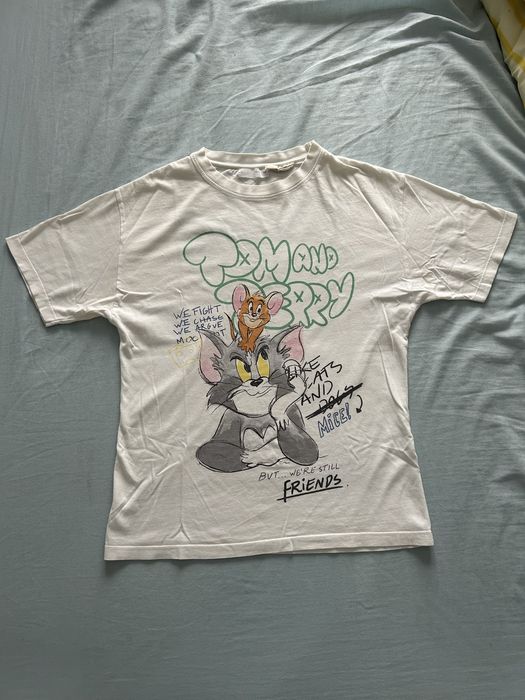 TOM AND
JERRY
WE FIGHT
WE CHASE
WE ARGUE
LIKE
CATS
AND
DOGS
MICE!
BUT... WE'RE STILL
FRIENDS.